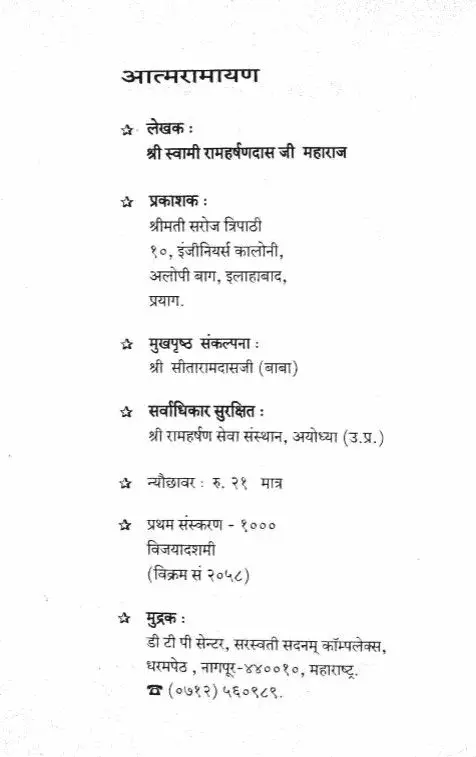 आत्मरामायण
☆ लेखक :
श्री स्वामी रामहर्षणदास जी महाराज
☆ प्रकाशक :
श्रीमती सरोज त्रिपाठी
१०, इंजीनियर्स कालोनी,
अलोपी बाग, इलाहाबाद,
प्रयाग.
☆ मुखपृष्ठ संकल्पना :
श्री सीतारामदासजी (बाबा)
☆ सर्वाधिकार सुरक्षित :
श्री रामहर्षण सेवा संस्थान, अयोध्या (उ.प्र.)
☆ न्यौछावर : रु. २१ मात्र
☆ प्रथम संस्करण - १०००
विजयादशमी
(विक्रम सं २०५८)
☆ मुद्रक :
डी टी पी सेन्टर, सरस्वती सदनम् कॉम्पलेक्स,
धरमपेठ, नागपूर-४४००१०, महाराष्ट्र.
☎ (०७१२) ५६०९८९.